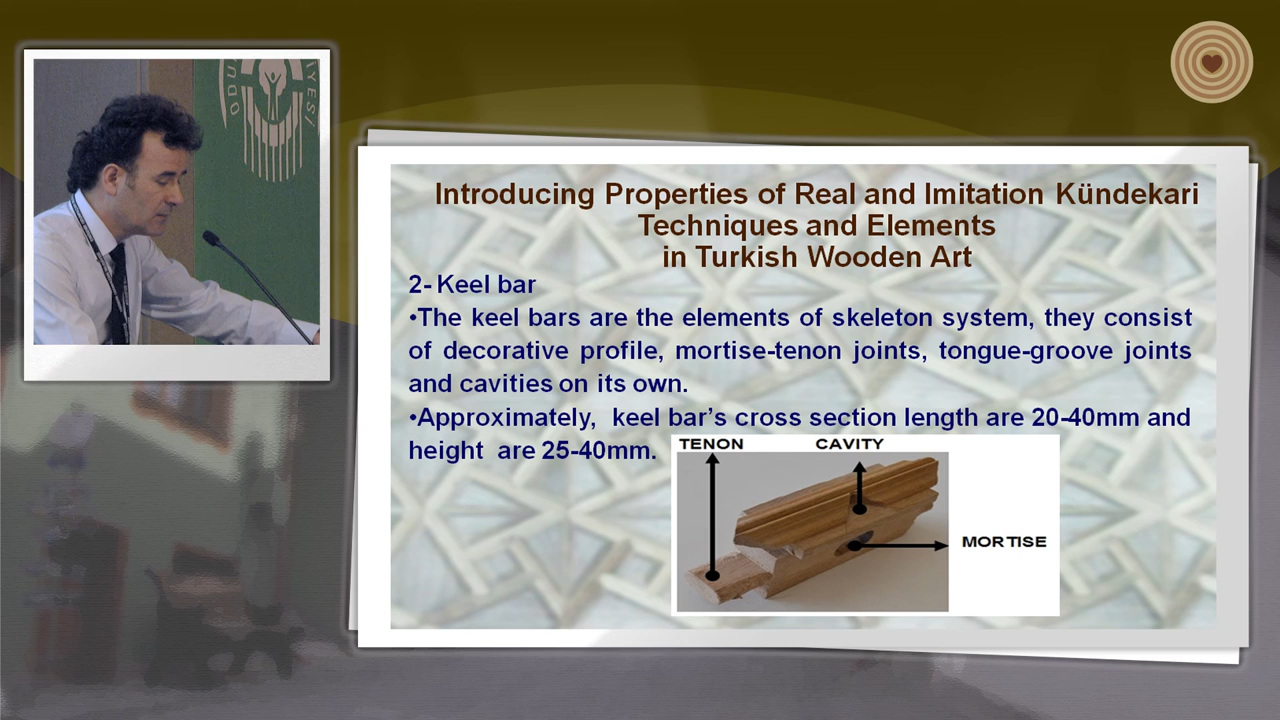 Introducing Properties of Real and Imitation Kündekari
Techniques and Elements
in Turkish Wooden Art
2- Keel bar
•The keel bars are the elements of skeleton system, they consist
of decorative profile, mortise-tenon joints, tongue-groove joints
and cavities on its own.
•Approximately, keel bar's cross section length are 20-40mm and
height are 25-40mm.
TENON
CAVITY
MORTISE